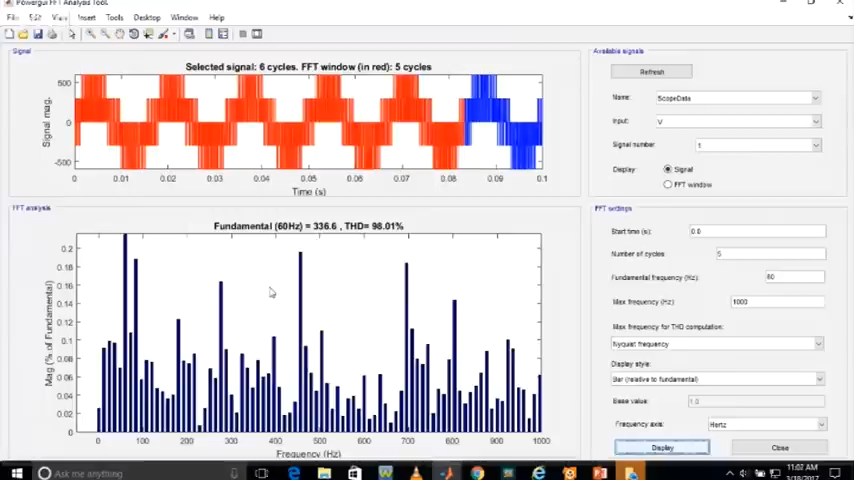 Powergui FFT Analysis Tool.
File Edit View Insert Tools Desktop Window Help
Signal
Selected signal: 6 cycles. FFT window (in red): 5 cycles
Signal mag.
500
0
-500
0 0.01 0.02 0.03 0.04 0.05 0.06 0.07 0.08 0.09 0.1
Time (s)
FFT analysis
Fundamental (60Hz) = 336.6 , THD= 98.01%
Mag (% of Fundamental)
0.2
0.18
0.16
0.14
0.12
0.1
0.08
0.06
0.04
0.02
0
0 100 200 300 400 500 600 700 800 900 1000
Frequency (Hz)
Available signals
Refresh
Name: ScopeData
Input: V
Signal number 1
Display: Signal
FFT window
FFT settings
Start time (s): 0.0
Number of cycles: 5
Fundamental frequency (Hz): 60
Max frequency (Hz) 1000
Max frequency for THD computation:
Nyquist frequency
Display style:
Bar (relative to fundamental)
Base value: 1.0
Frequency axis: Hertz
Display Close
Ask me anything
11:02 AM
3/18/2017